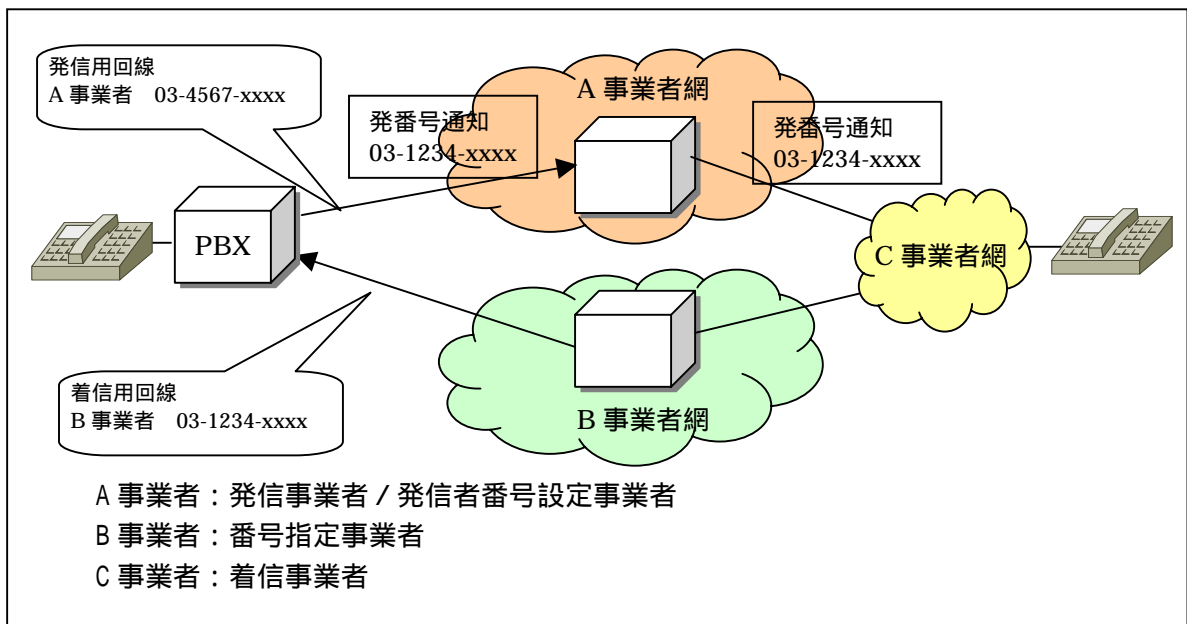 発信用回線
A 事業者 03-4567-xxxx
発番号通知
03-1234-xxxx
A 事業者網
発番号通知
03-1234-xxxx
PBX
C 事業者網
着信用回線
B 事業者 03-1234-xxxx
B 事業者網
A 事業者：発信事業者 / 発信者番号設定事業者
B 事業者：番号指定事業者
C 事業者：着信事業者